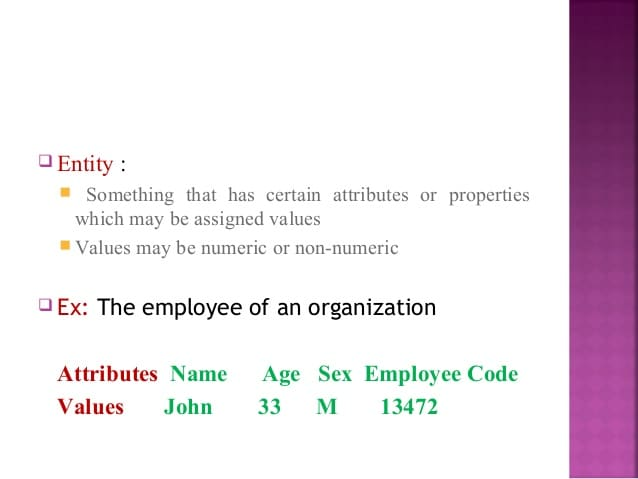 Entity :
Something that has certain attributes or properties
which may be assigned values
Values may be numeric or non-numeric
Ex: The employee of an organization
Attributes Name Age Sex Employee Code
Values John 33 M 13472